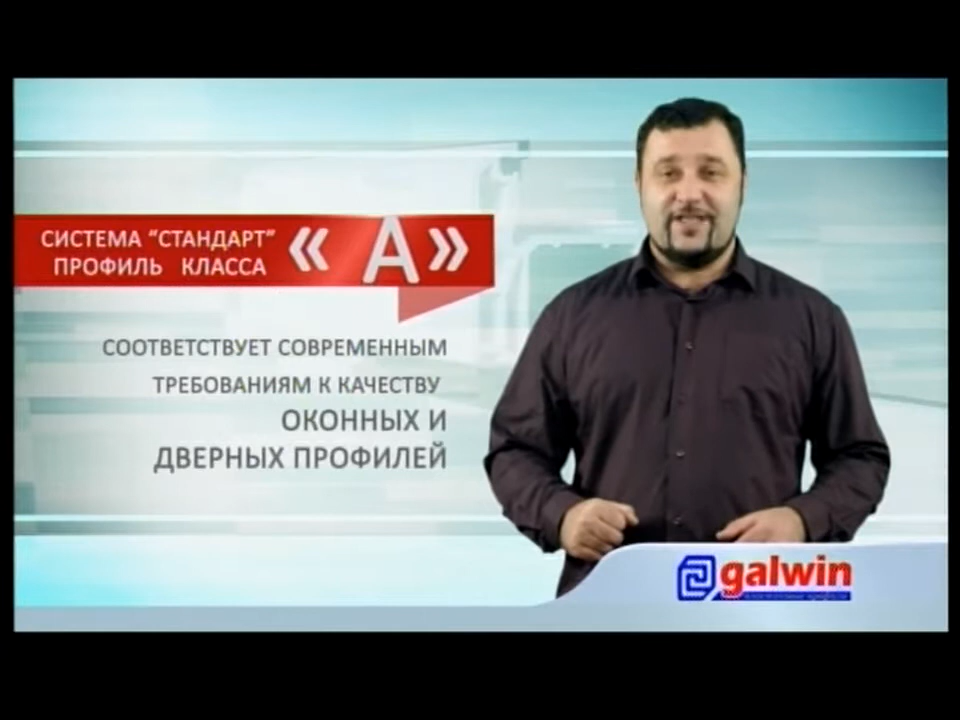 СИСТЕМА “СТАНДАРТ”
ПРОФИЛЬ КЛАССА « А»
СООТВЕТСТВУЕТ СОВРЕМЕННЫМ
ТРЕБОВАНИЯМ К КАЧЕСТВУ
ОКОННЫХ И
ДВЕРНЫХ ПРОФИЛЕЙ
galwin